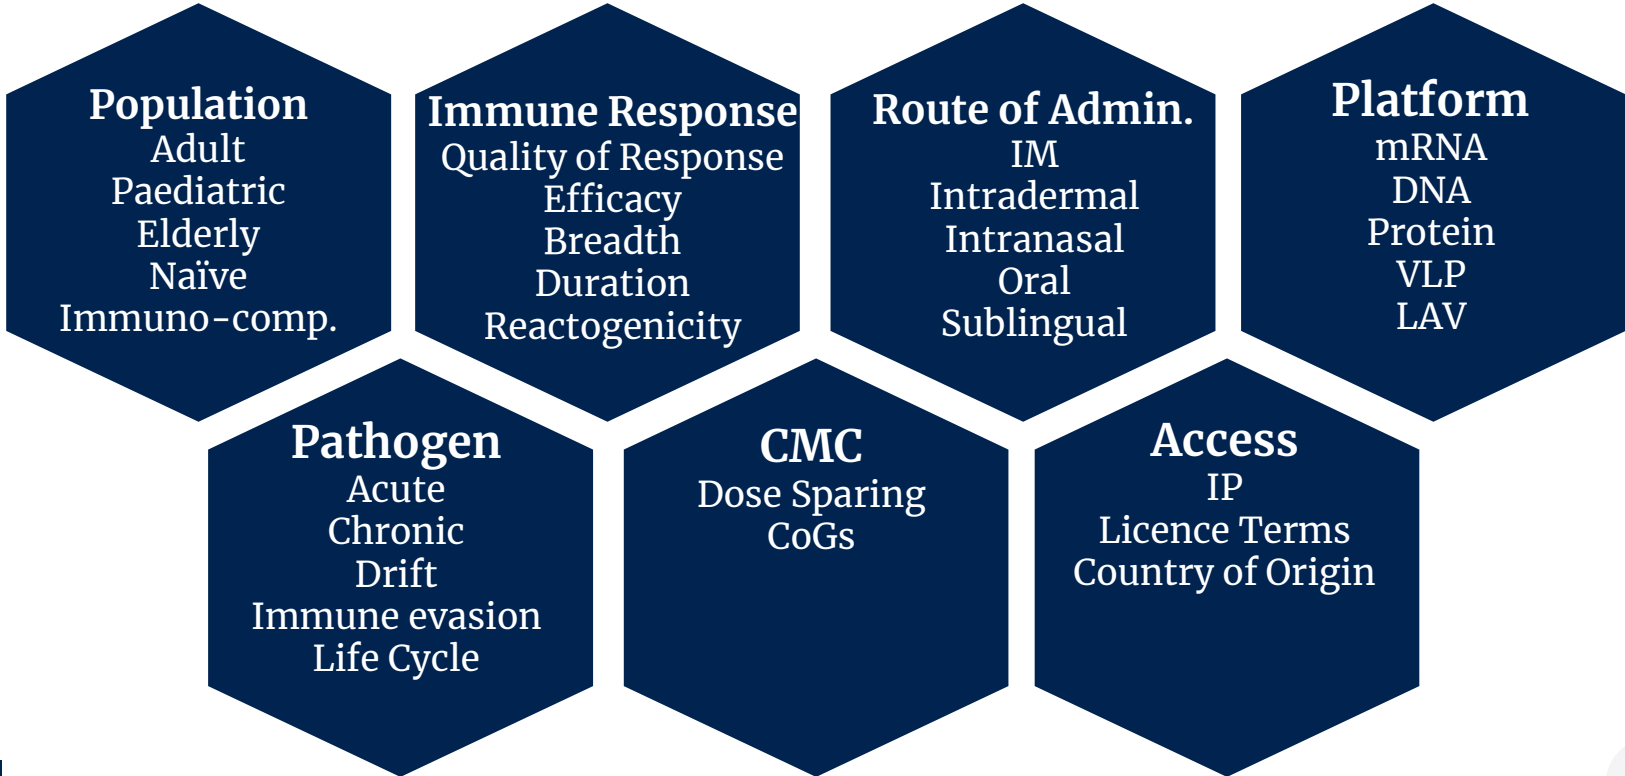 Population
Adult
Paediatric
Elderly
Naïve
Immuno-comp.
Immune Response
Quality of Response
Efficacy
Breadth
Duration
Reactogenicity
Route of Admin.
IM
Intradermal
Intranasal
Oral
Sublingual
Platform
mRNA
DNA
Protein
VLP
LAV
Pathogen
Acute
Chronic
Drift
Immune evasion
Life Cycle
CMC
Dose Sparing
CoGs
Access
IP
Licence Terms
Country of Origin